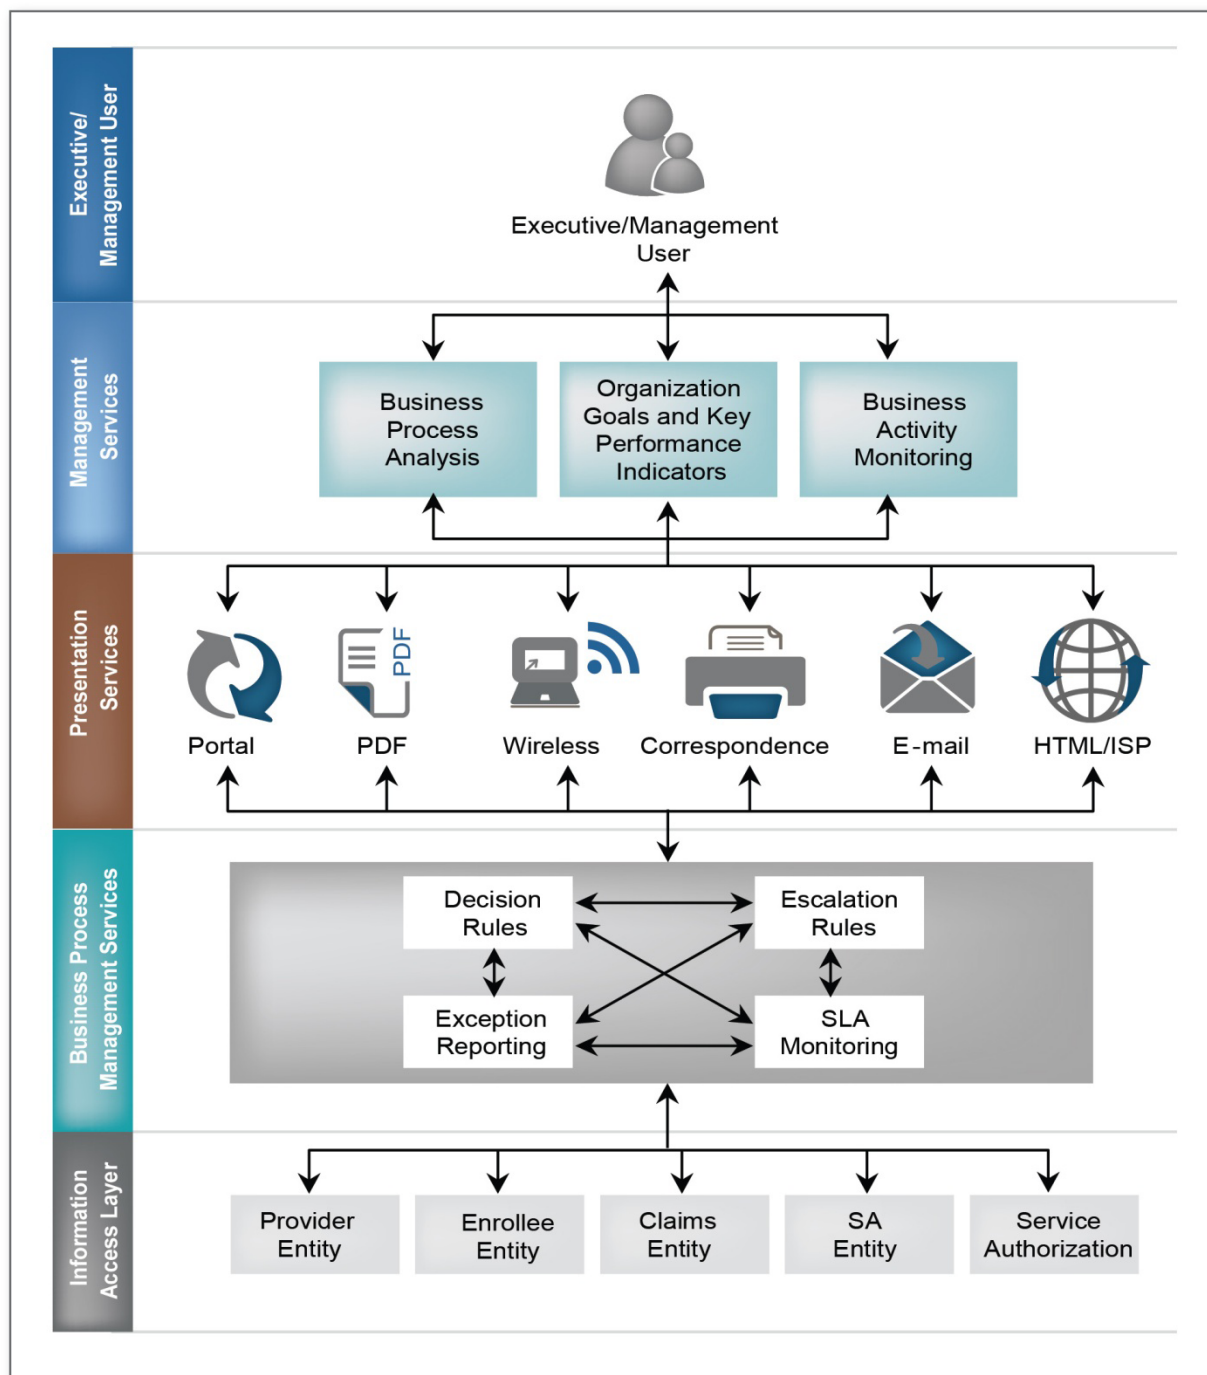 Executive/
Management User
Executive/Management
User
Management
Services
Business
Process
Analysis
Organization
Goals and Key
Performance
Indicators
Business
Activity
Monitoring
Presentation
Services
PDF
Portal
PDF
Wireless
Correspondence
E-mail
HTML/ISP
Business Process
Management Services
Decision
Rules
Escalation
Rules
Exception
Reporting
SLA
Monitoring
Information
Access Layer
Provider
Entity
Enrollee
Entity
Claims
Entity
SA
Entity
Service
Authorization